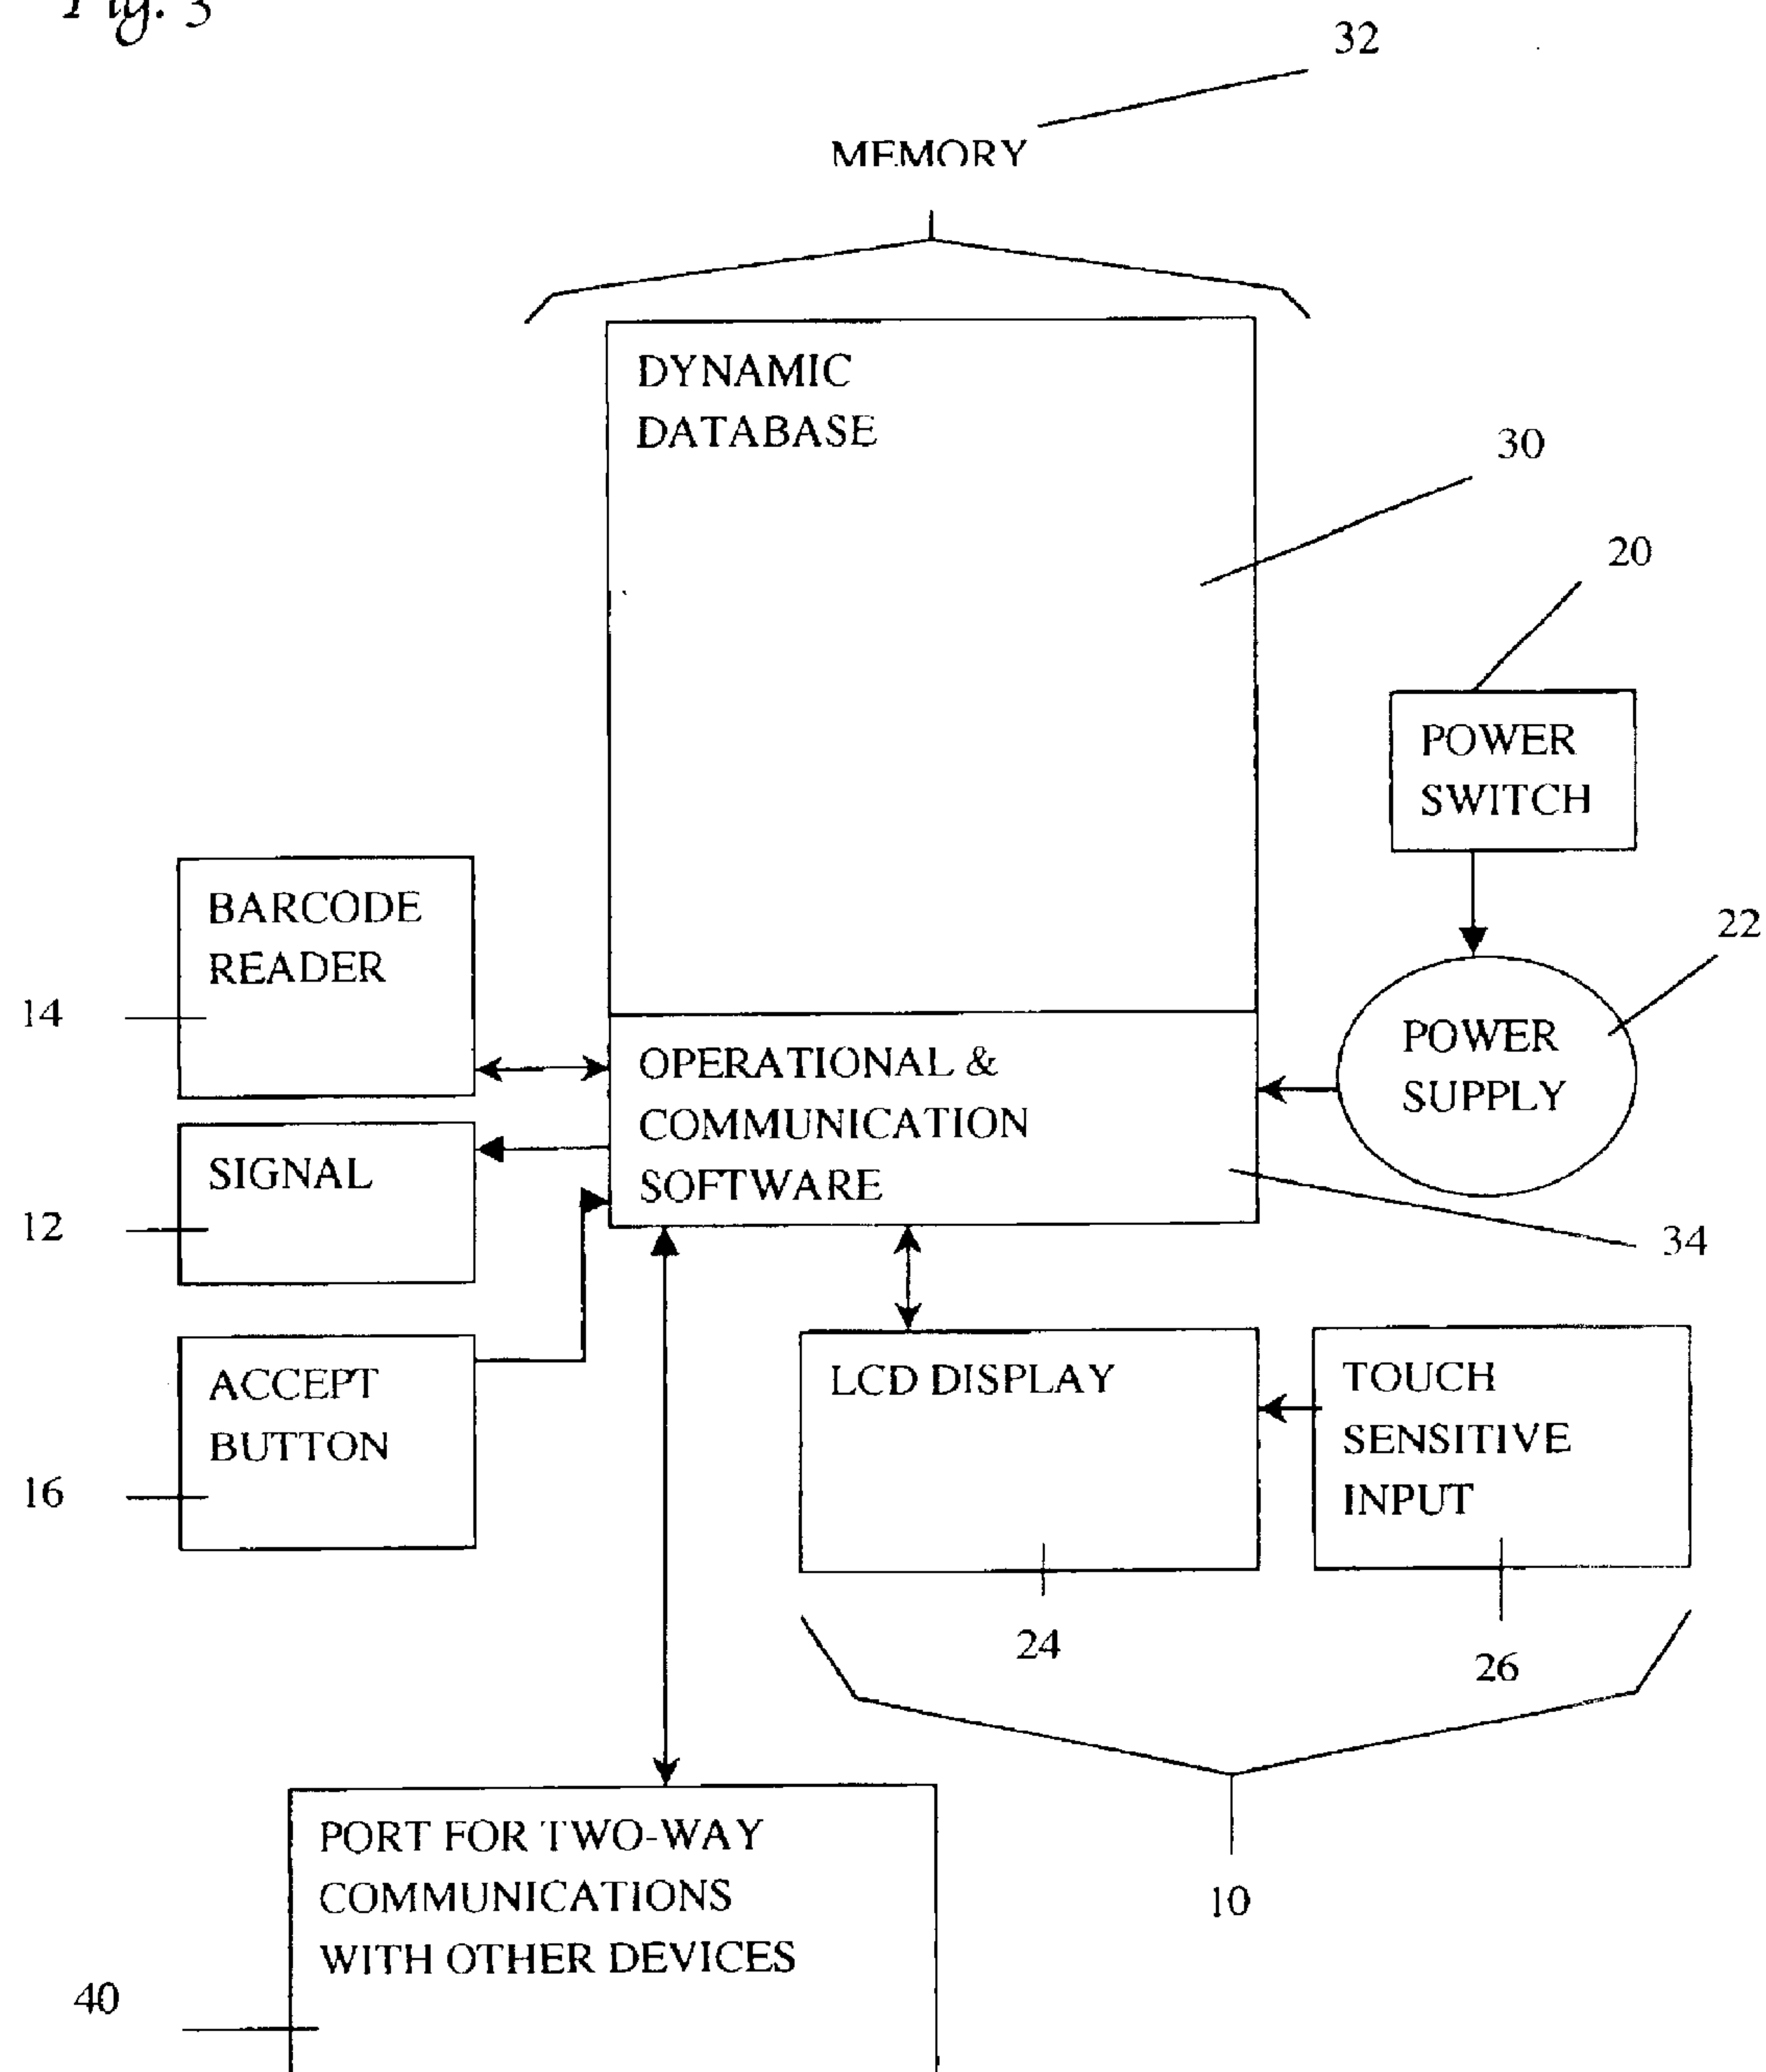 Fig. 3
32
MEMORY
DYNAMIC
DATABASE
30
20
POWER
SWITCH
BARCODE
READER
22
14
POWER
SUPPLY
OPERATIONAL &
COMMUNICATION
SOFTWARE
SIGNAL
12
34
ACCEPT
BUTTON
16
LCD DISPLAY
TOUCH
SENSITIVE
INPUT
24
26
10
PORT FOR TWO-WAY
COMMUNICATIONS
WITH OTHER DEVICES
40